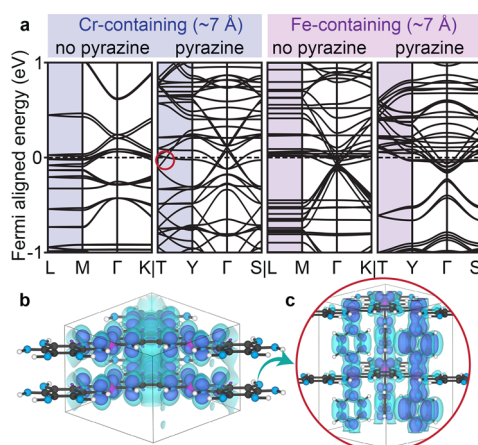 Cr-containing (~7 Å) Fe-containing (~7 Å)
a no pyrazine pyrazine no pyrazine pyrazine
Fermi aligned energy (eV)
1
0
-1
L M Γ K|T Y Γ S|L M Γ K|T Y Γ S
b c